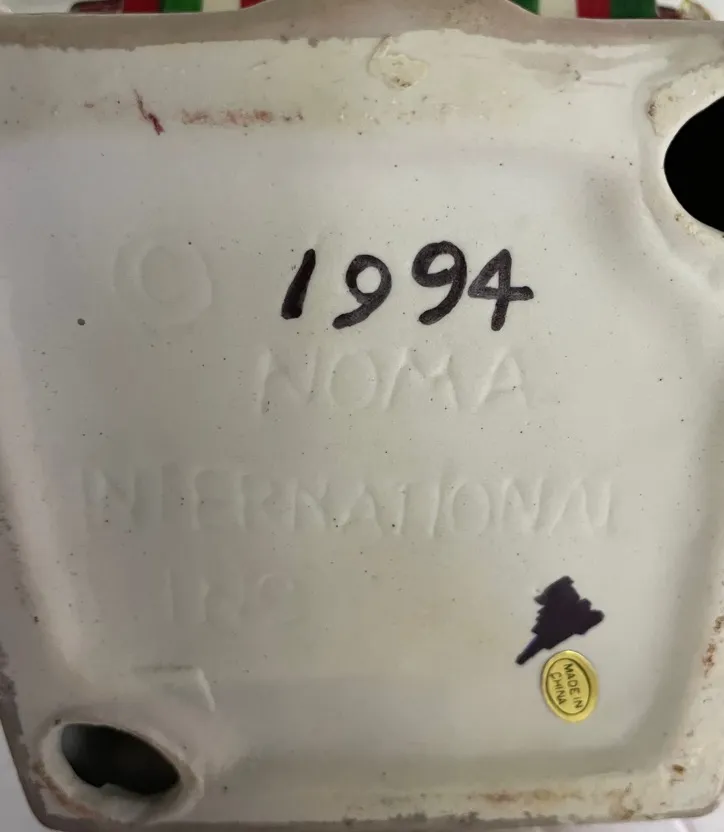 © 1994
NOMA
INTERNATIONAL
INC
MADE IN
CHINA